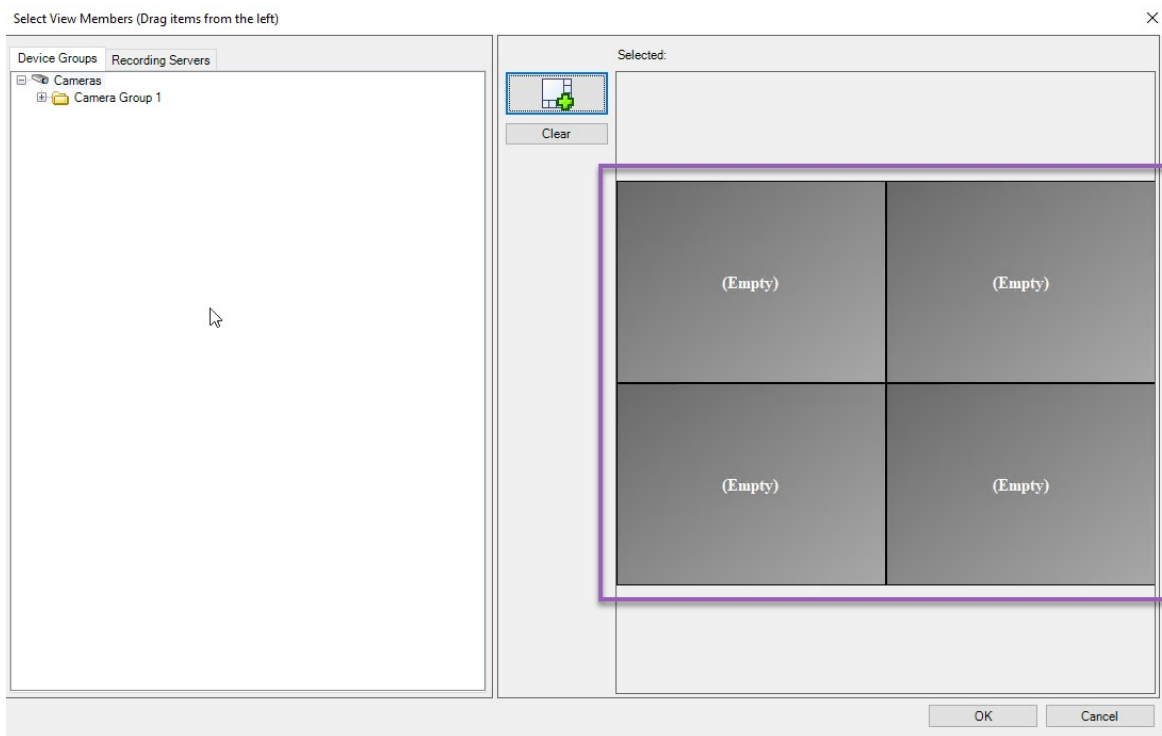 Select View Members (Drag items from the left)
Device Groups
Recording Servers
Selected:
Cameras
Camera Group 1
Clear
(Empty)
(Empty)
(Empty)
(Empty)
OK
Cancel